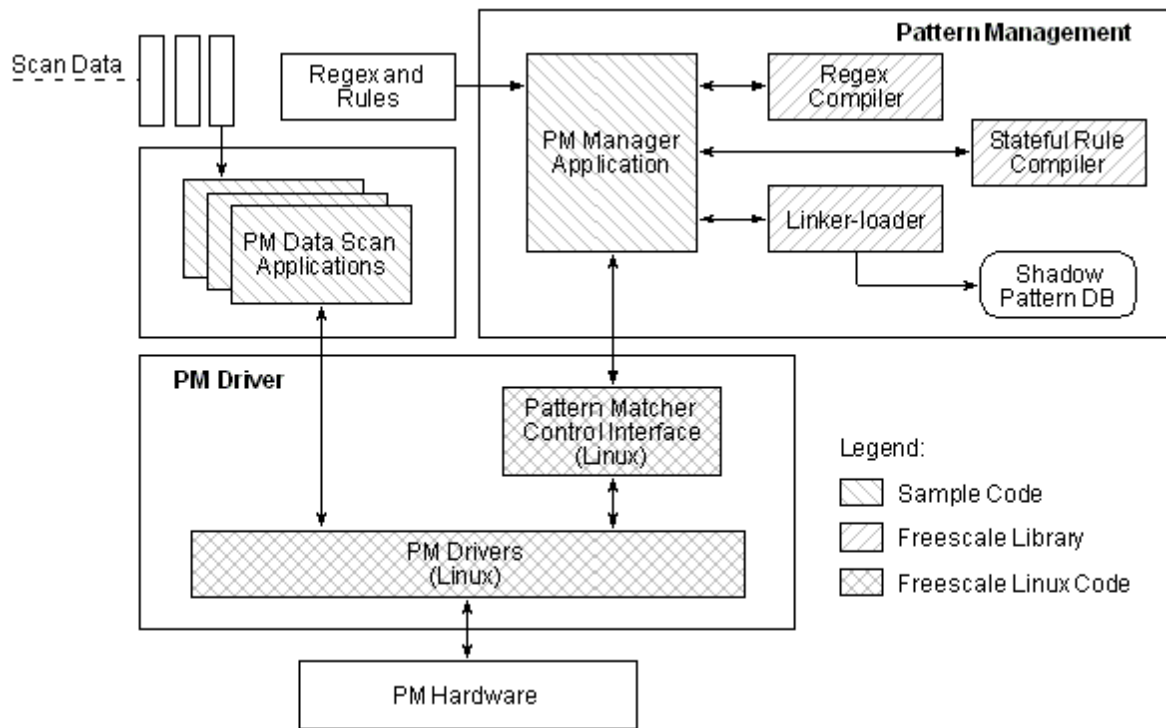 Pattern Management
Scan Data
Regex and
Rules
PM Manager
Application
Regex
Compiler
Stateful Rule
Compiler
Linker-loader
Shadow
Pattern DB
PM Data Scan
Applications
PM Driver
Pattern Matcher
Control Interface
(Linux)
PM Drivers
(Linux)
PM Hardware
Legend:
Sample Code
Freescale Library
Freescale Linux Code